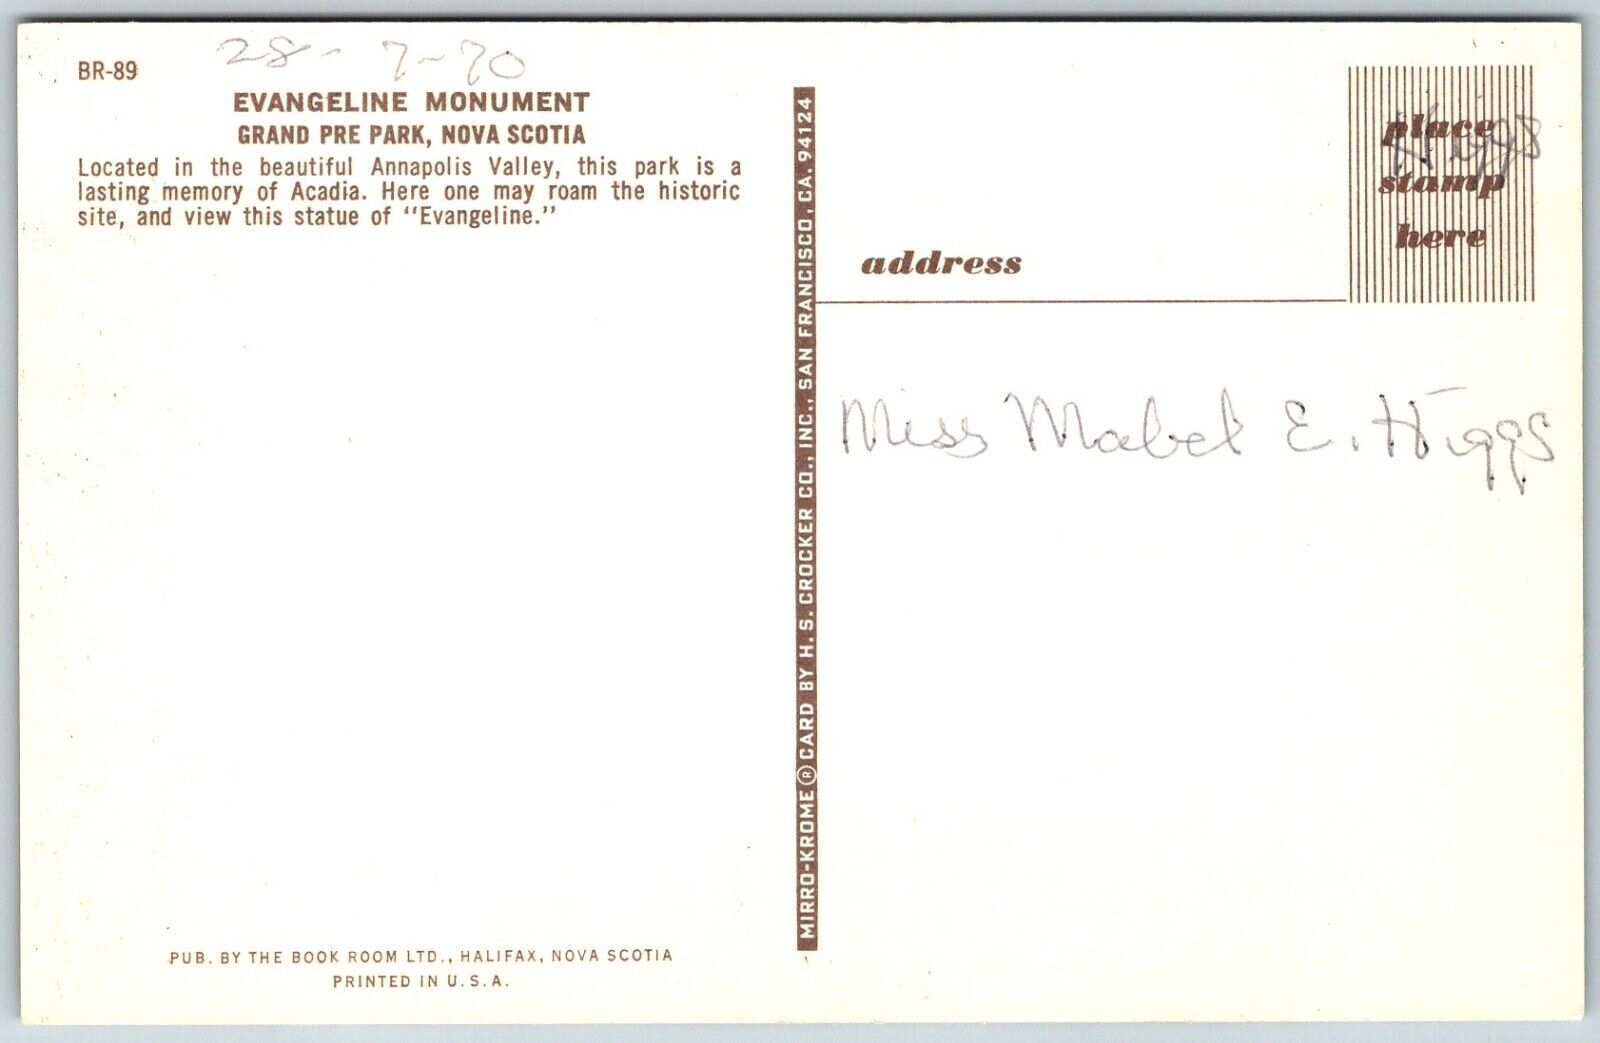 28-7-70
BR-89
EVANGELINE MONUMENT
GRAND PRE PARK, NOVA SCOTIA
Located in the beautiful Annapolis Valley, this park is a
lasting memory of Acadia. Here one may roam the historic
site, and view this statue of "Evangeline."
PUB. BY THE BOOK ROOM LTD., HALIFAX, NOVA SCOTIA
PRINTED IN U.S.A.
MIRRO-KROME® CARD BY H. S. CROCKER CO., INC., SAN FRANCISCO, CA. 94124
place
Higgs
stamp
here
address
Miss Mabel E. Higgs